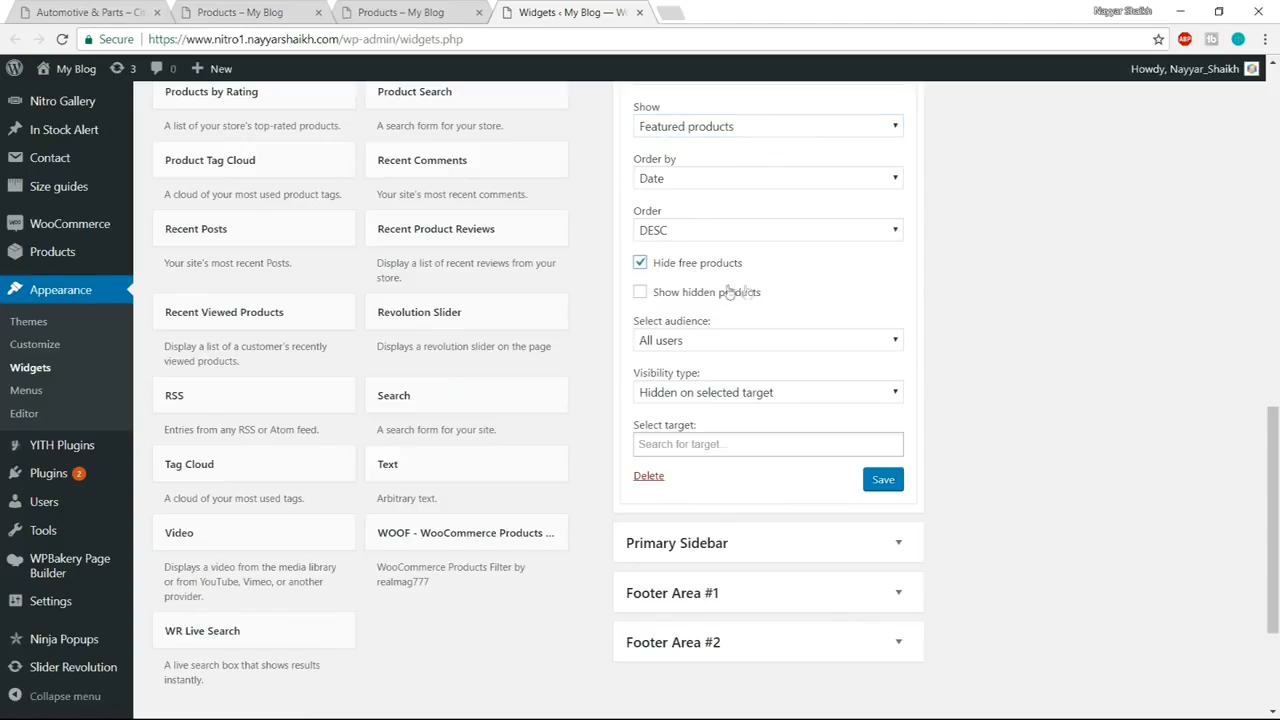 Automotive & Parts – Ci
Products – My Blog
Products – My Blog
Widgets ‹ My Blog — W
Nayyar Shaikh
Secure
https://www.nitro1.nayyarshaikh.com/wp-admin/widgets.php
My Blog
3
0
New
Howdy, Nayyar_Shaikh
Nitro Gallery
In Stock Alert
Contact
Size guides
WooCommerce
Products
Appearance
Themes
Customize
Widgets
Menus
Editor
YITH Plugins
Plugins 2
Users
Tools
WPBakery Page
Builder
Settings
Ninja Popups
Slider Revolution
Collapse menu
Products by Rating
A list of your store's top-rated products.
Product Search
A search form for your store.
Product Tag Cloud
A cloud of your most used product tags.
Recent Comments
Your site's most recent comments.
Recent Posts
Your site's most recent Posts.
Recent Product Reviews
Display a list of recent reviews from your
store.
Recent Viewed Products
Display a list of a customer's recently
viewed products.
Revolution Slider
Displays a revolution slider on the page
RSS
Entries from any RSS or Atom feed.
Search
A search form for your site.
Tag Cloud
A cloud of your most used tags.
Text
Arbitrary text.
Video
Displays a video from the media library
or from YouTube, Vimeo, or another
provider.
WOOF - WooCommerce Products ...
WooCommerce Products Filter by
realmag777
WR Live Search
A live search box that shows results
instantly.
Show
Featured products
Order by
Date
Order
DESC
Hide free products
Show hidden products
Select audience:
All users
Visibility type:
Hidden on selected target
Select target:
Search for target...
Delete
Save
Primary Sidebar
Footer Area #1
Footer Area #2